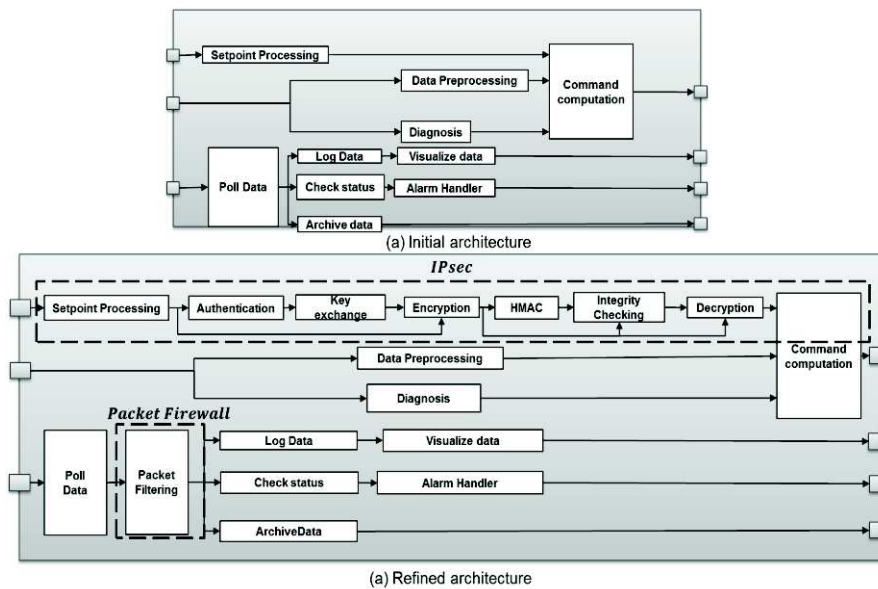 Setpoint Processing
Data Preprocessing
Command
computation
Diagnosis
Poll Data
Log Data
Visualize data
Check status
Alarm Handler
Archive data
(a) Initial architecture
IPsec
Setpoint Processing
Authentication
Key
exchange
Encryption
HMAC
Integrity
Checking
Decryption
Command
computation
Data Preprocessing
Diagnosis
Packet Firewall
Poll
Data
Packet
Filtering
Log Data
Visualize data
Check status
Alarm Handler
ArchiveData
(a) Refined architecture